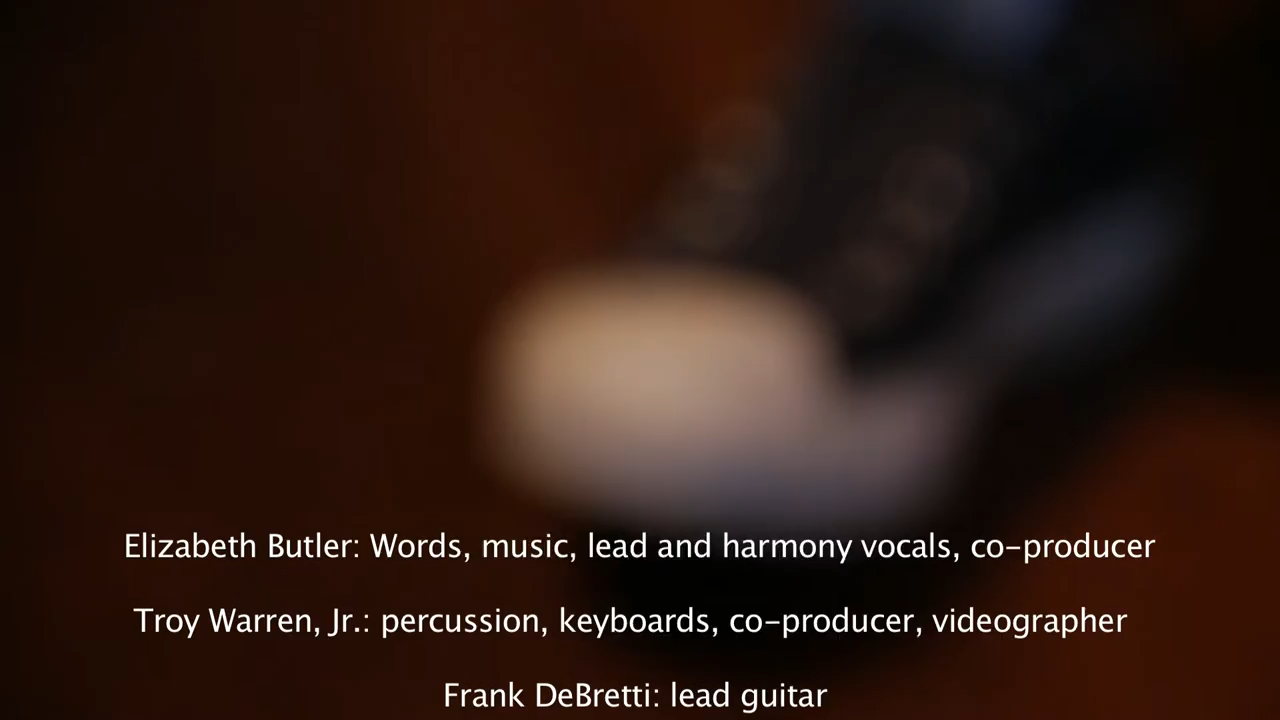 Elizabeth Butler: Words, music, lead and harmony vocals, co-producer
Troy Warren, Jr.: percussion, keyboards, co-producer, videographer
Frank DeBretti: lead guitar